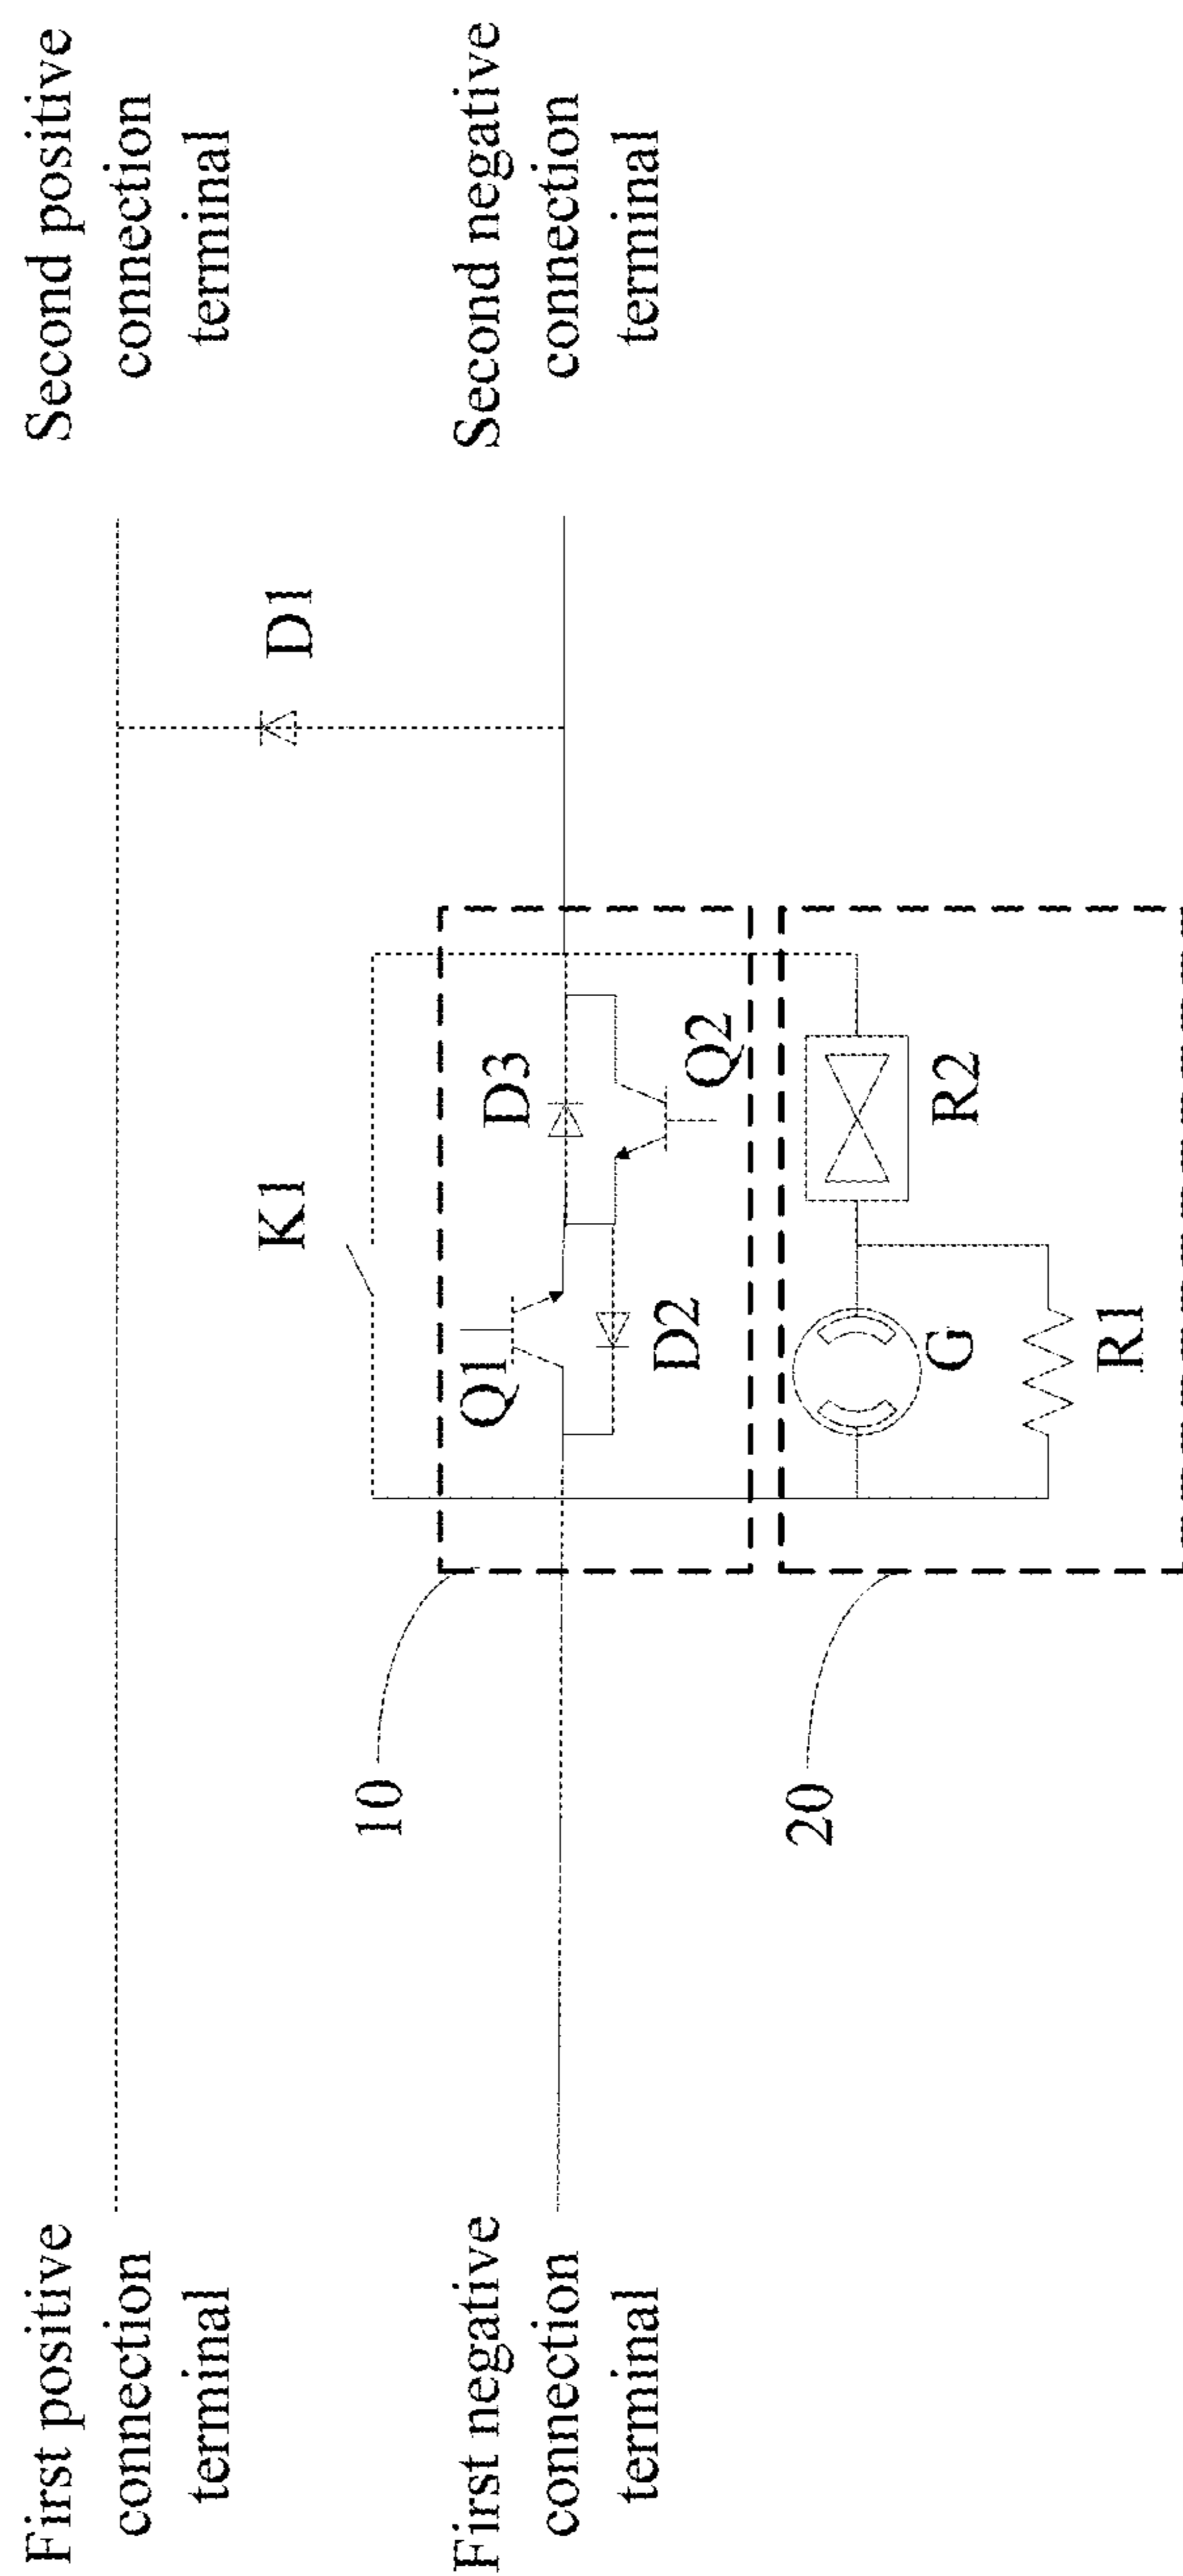 First positive
connection
terminal
Second positive
connection
terminal
D1
K1
First negative
connection
terminal
Second negative
connection
terminal
10
Q1
D3
D2
Q2
20
G
R2
R1